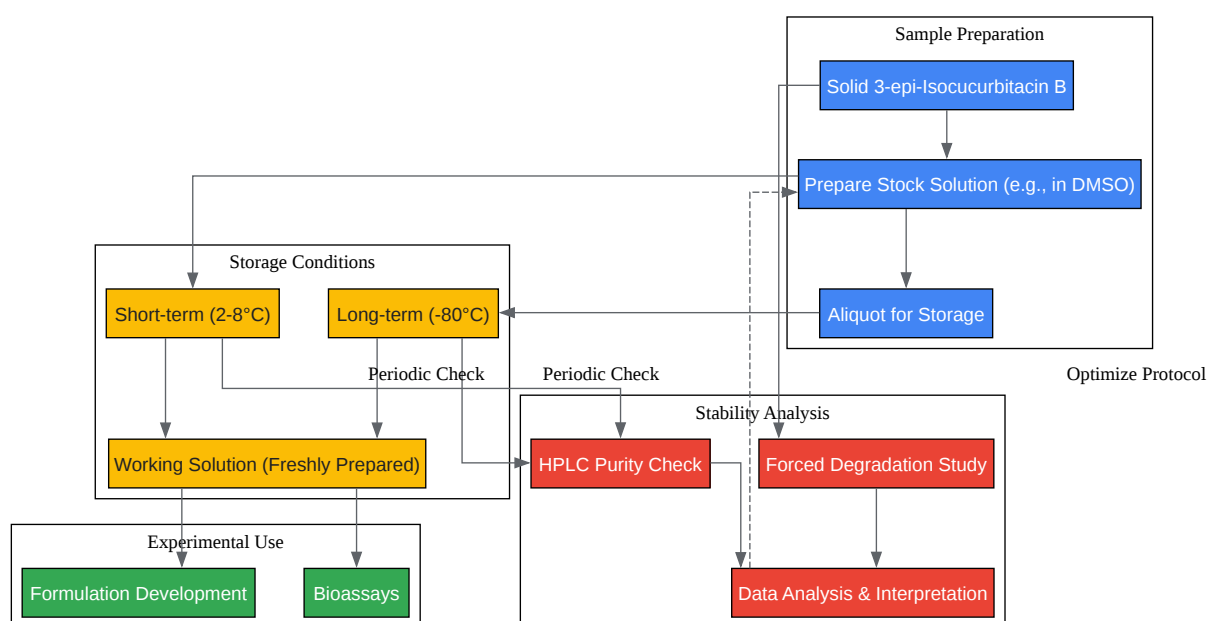 Sample Preparation
Solid 3-epi-Isocucurbitacin B
Prepare Stock Solution (e.g., in DMSO)
Storage Conditions
Short-term (2-8°C)
Long-term (-80°C)
Aliquot for Storage
Periodic Check
Periodic Check
Optimize Protocol
Stability Analysis
Working Solution (Freshly Prepared)
HPLC Purity Check
Forced Degradation Study
Experimental Use
Formulation Development
Bioassays
Data Analysis & Interpretation